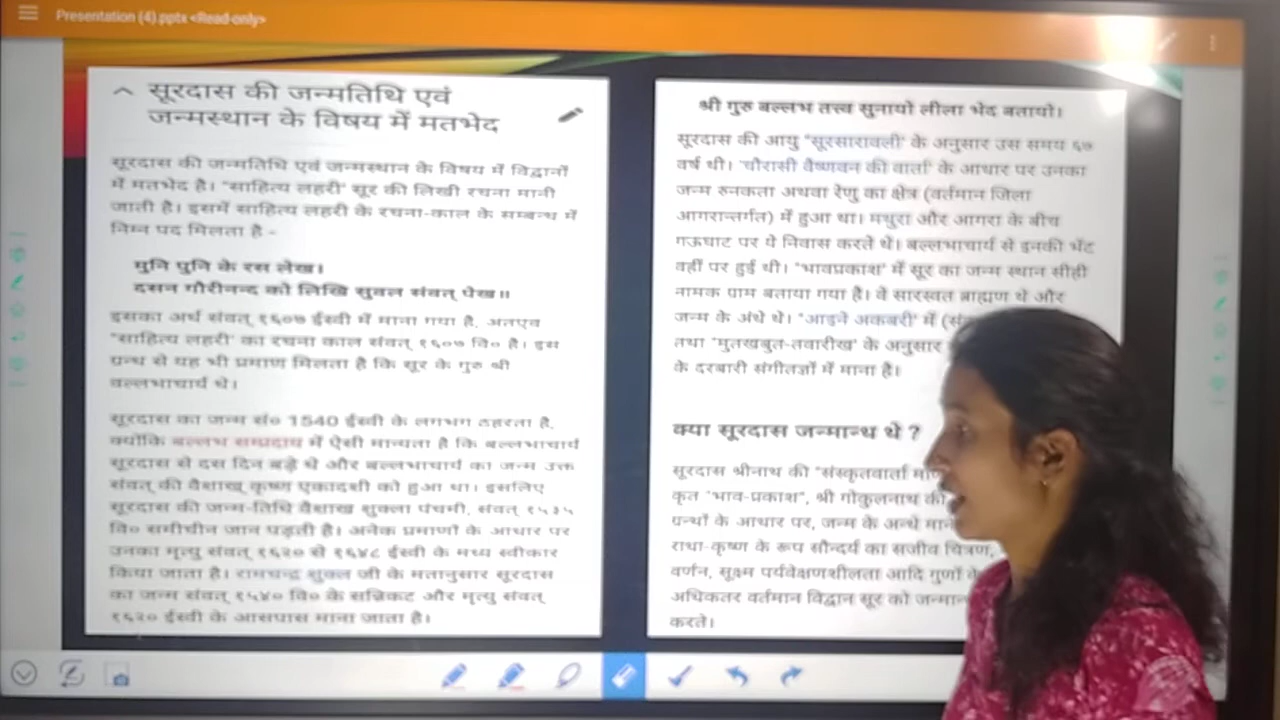 Presentation (4).pptx <Read-only>
सूरदास की जन्मतिथि एवं
जन्मस्थान के विषय में मतभेद
सूरदास की जन्मतिथि एवं जन्मस्थान के विषय में विद्वानों
में मतभेद है। "साहित्य लहरी' सूर की लिखी रचना मानी
जाती है। इसमें साहित्य लहरी के रचना-काल के सम्बन्ध में
निम्न पद मिलता है -
मुनि पुनि के रस लेख।
दसन गौरीनन्द को लिखि सुवल संवत् पेख॥
इसका अर्थ संवत् १६०७ ईस्वी में माना गया है, अतएव
"साहित्य लहरी' का रचना काल संवत् १६०७ वि० है। इस
ग्रन्थ से यह भी प्रमाण मिलता है कि सूर के गुरु श्री
वल्लभाचार्य थे।
सूरदास का जन्म सं० 1540 ईस्वी के लगभग ठहरता है,
क्योंकि बल्लभ सम्प्रदाय में ऐसी मान्यता है कि बल्लभाचार्य
सूरदास से दस दिन बड़े थे और बल्लभाचार्य का जन्म उक्त
संवत् की वैशाख् कृष्ण एकादशी को हुआ था। इसलिए
सूरदास की जन्म-तिथि वैशाख शुक्ला पंचमी, संवत् १५३५
वि० समीचीन जान पड़ती है। अनेक प्रमाणों के आधार पर
उनका मृत्यु संवत् १६२० से १६४८ ईस्वी के मध्य स्वीकार
किया जाता है। रामचन्द्र शुक्ल जी के मतानुसार सूरदास
का जन्म संवत् १५४० वि० के सन्निकट और मृत्यु संवत्
१६२० ईस्वी के आसपास माना जाता है।
श्री गुरु बल्लभ तत्त्व सुनायो लीला भेद बतायो।
सूरदास की आयु "सूरसारावली' के अनुसार उस समय ६७
वर्ष थी। 'चौरासी वैष्णवन की वार्ता' के आधार पर उनका
जन्म रुनकता अथवा रेणु का क्षेत्र (वर्तमान जिला
आगरान्तर्गत) में हुआ था। मथुरा और आगरा के बीच
गऊघाट पर ये निवास करते थे। बल्लभाचार्य से इनकी भेंट
वहीं पर हुई थी। "भावप्रकाश' में सूर का जन्म स्थान सीही
नामक ग्राम बताया गया है। वे सारस्वत ब्राह्मण थे और
जन्म के अंधे थे। "आइने अकबरी' में
तथा "मुतखबुत-तवारीख' के अनुसार
के दरबारी संगीतज्ञों में माना है।
क्या सूरदास जन्मान्ध थे ?
सूरदास श्रीनाथ की "संस्कृतवार्ता
कृत "भाव-प्रकाश", श्री गोकुलनाथ की
ग्रन्थों के आधार पर, जन्म के अन्धे
राधा-कृष्ण के रूप सौन्दर्य का सजीव चित्रण,
वर्णन, सूक्ष्म पर्यवेक्षणशीलता आदि गुणों
अधिकतर वर्तमान विद्वान सूर को
करते।